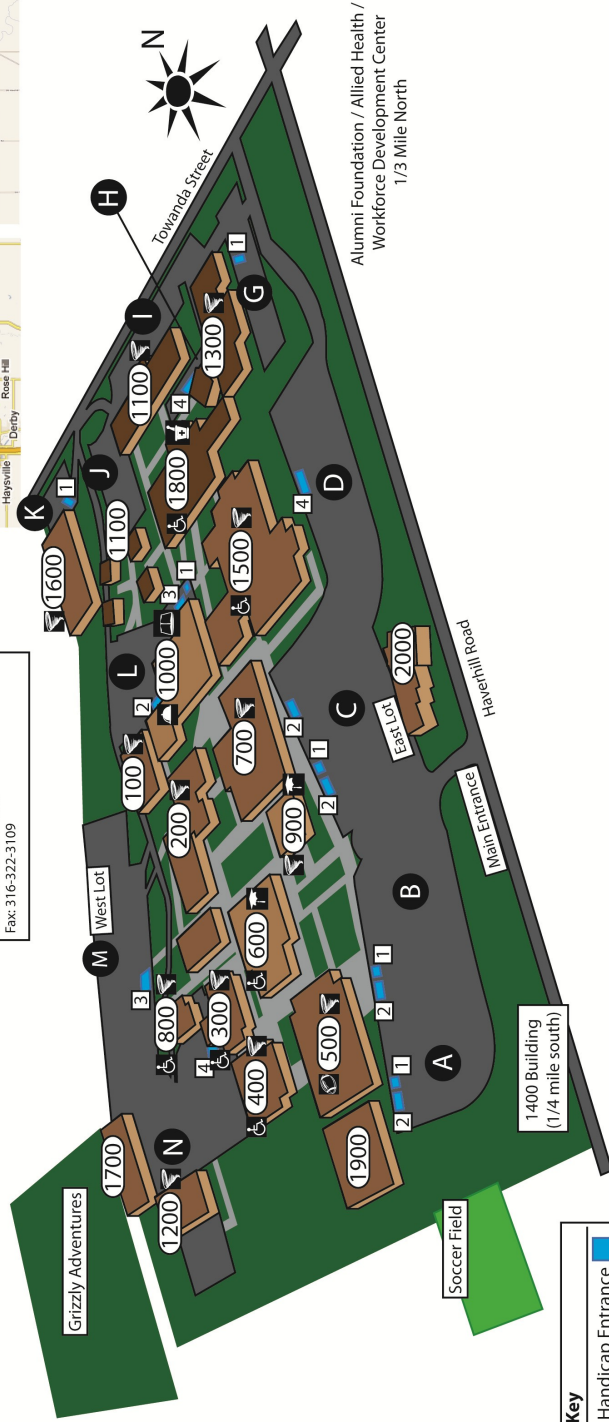 Haysville
Derby
Rose Hill
Fax: 316-322-3109
N
Towanda Street
Alumni Foundation / Allied Health /
Workforce Development Center
1/3 Mile North
H
I
J
K
L
M
N
G
D
C
B
A
1
1100
1300
4
1800
1
1600
1100
1500
4
3
1
1000
2
100
200
700
2
1
2
900
600
West Lot
3
800
300
4
400
500
1
2
1
2
1900
1700
1200
2000
East Lot
Haverhill Road
Main Entrance
1400 Building
(1/4 mile south)
Grizzly Adventures
Soccer Field
Key
Handicap Entrance